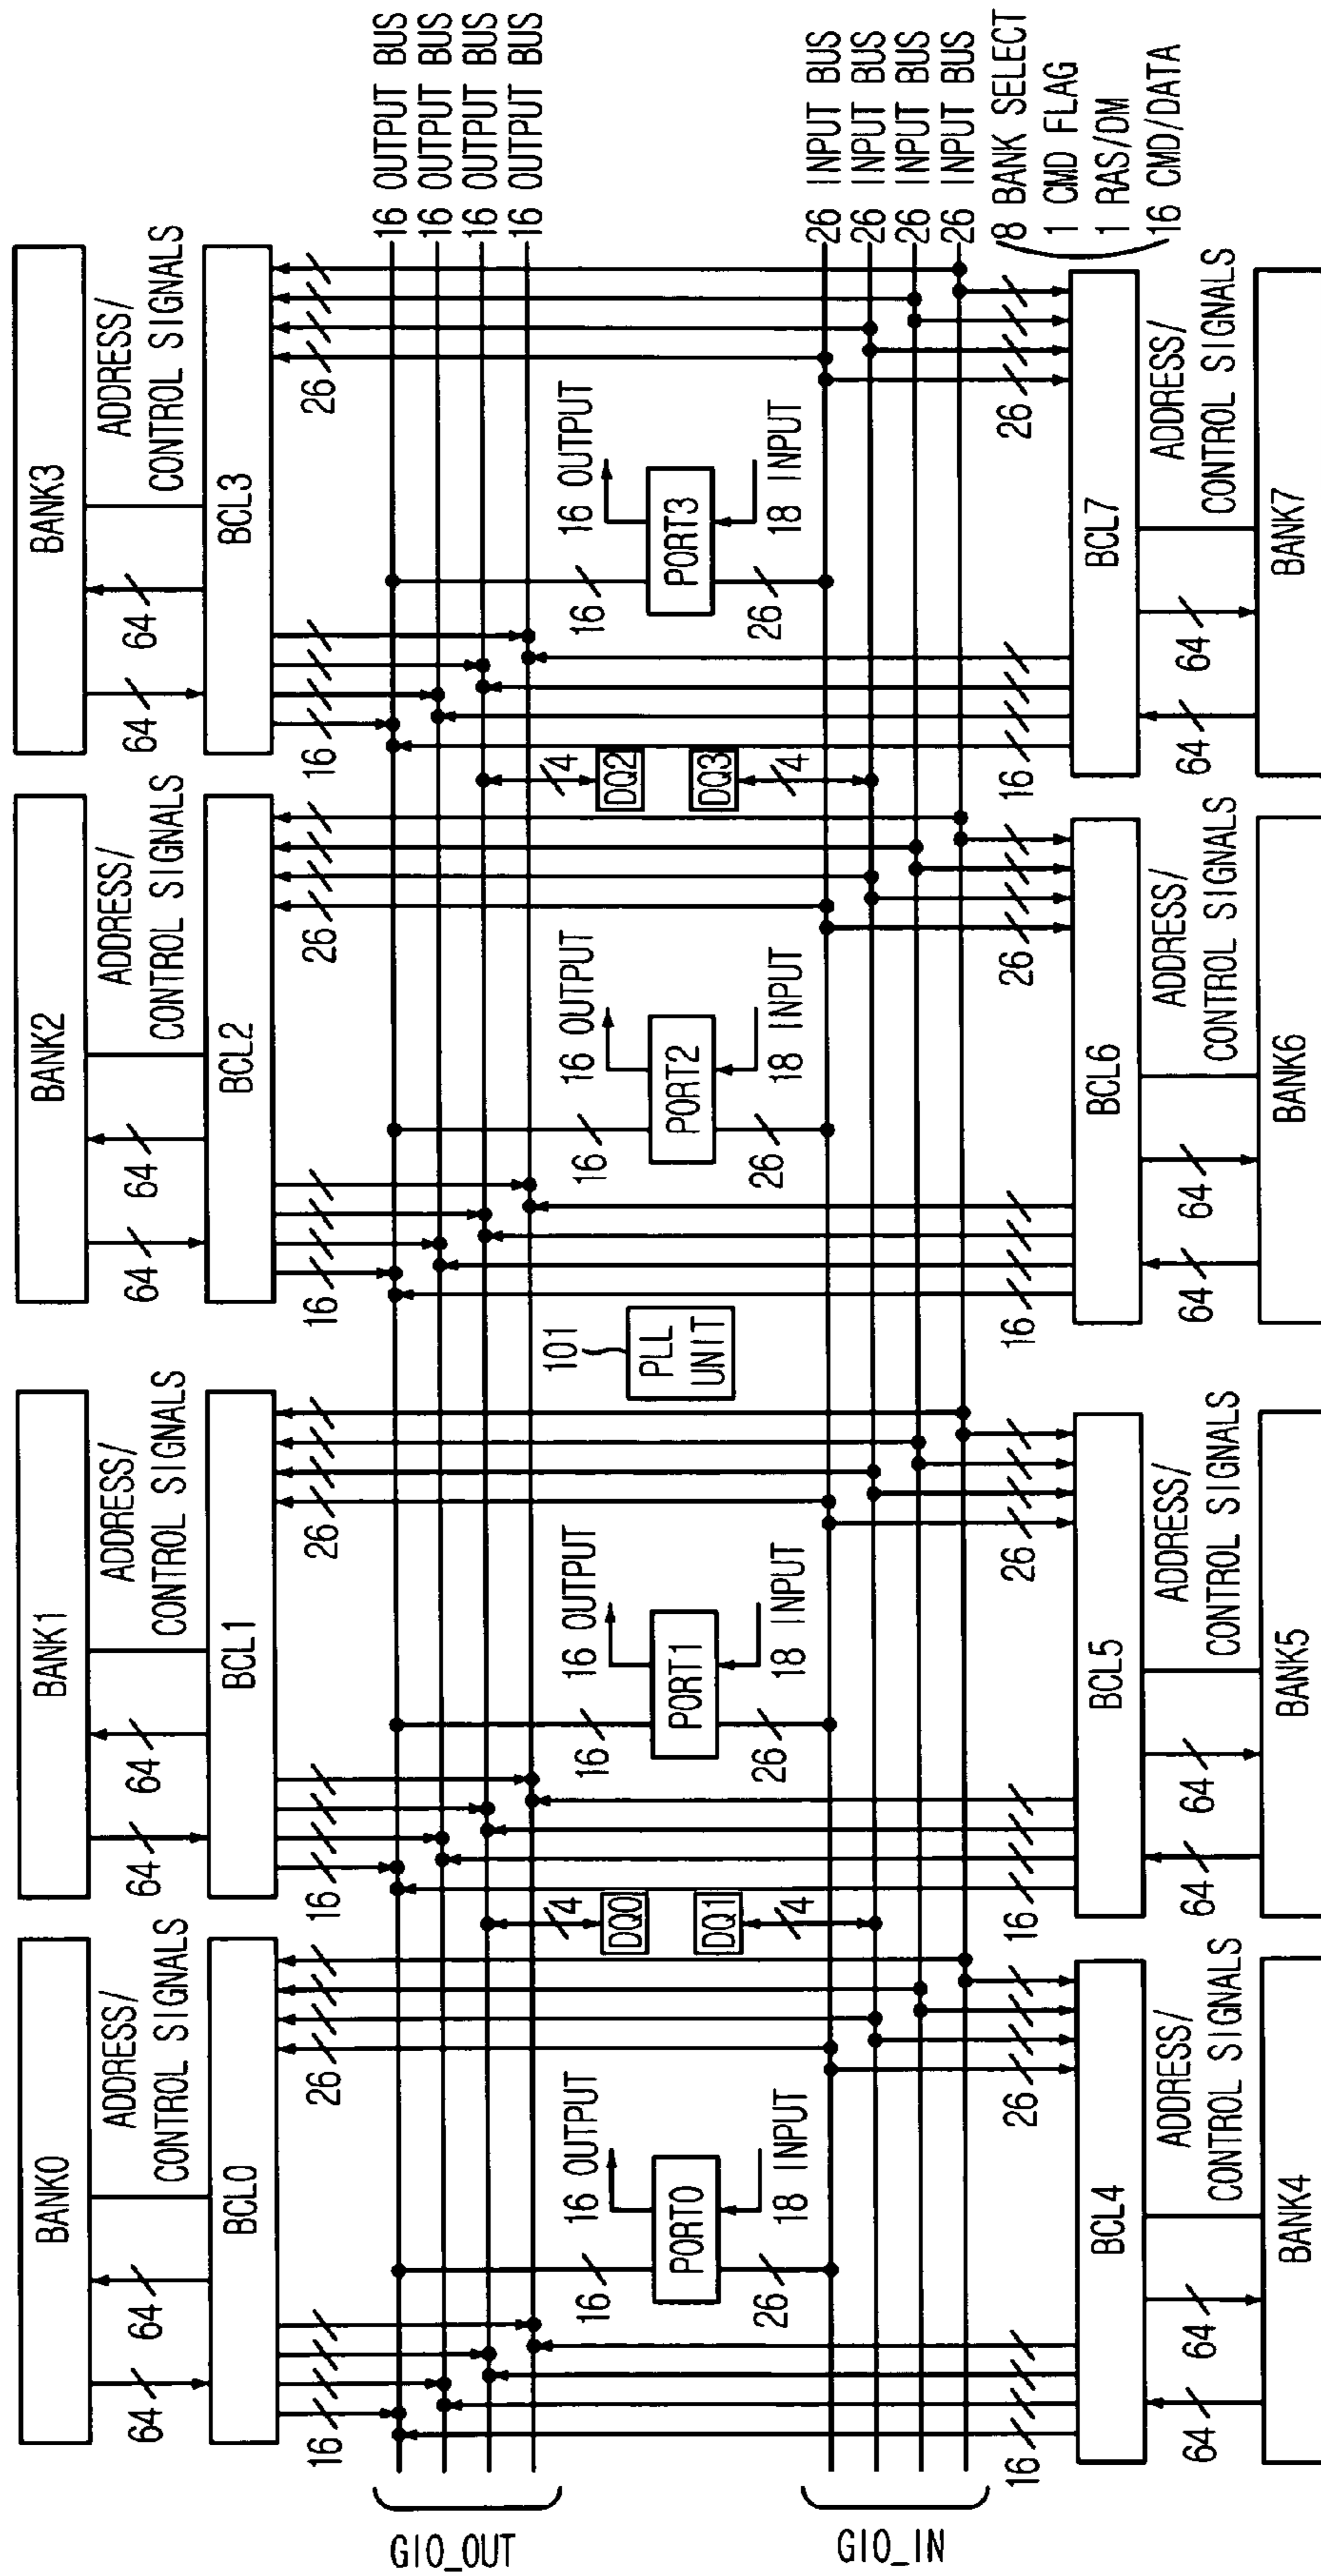 BANK0
BANK1
BANK2
BANK3
64
64
ADDRESS/
CONTROL SIGNALS
64
64
ADDRESS/
CONTROL SIGNALS
64
64
ADDRESS/
CONTROL SIGNALS
64
64
ADDRESS/
CONTROL SIGNALS
BCL0
BCL1
BCL2
BCL3
16
26
16
26
16
26
16
26
GIO_OUT
16 OUTPUT BUS
16 OUTPUT BUS
16 OUTPUT BUS
16 OUTPUT BUS
16
16 OUTPUT
PORT0
26
18 INPUT
4
DQ0
DQ1
4
16
16 OUTPUT
PORT1
26
18 INPUT
101
PLL
UNIT
16
16 OUTPUT
PORT2
26
18 INPUT
4
DQ2
DQ3
4
16
16 OUTPUT
PORT3
26
18 INPUT
GIO_IN
26 INPUT BUS
26 INPUT BUS
26 INPUT BUS
26 INPUT BUS
8 BANK SELECT
1 CMD FLAG
1 RAS/DM
16 CMD/DATA
16
26
16
26
16
26
16
26
BCL4
BCL5
BCL6
BCL7
64
64
ADDRESS/
CONTROL SIGNALS
64
64
ADDRESS/
CONTROL SIGNALS
64
64
ADDRESS/
CONTROL SIGNALS
64
64
ADDRESS/
CONTROL SIGNALS
BANK4
BANK5
BANK6
BANK7